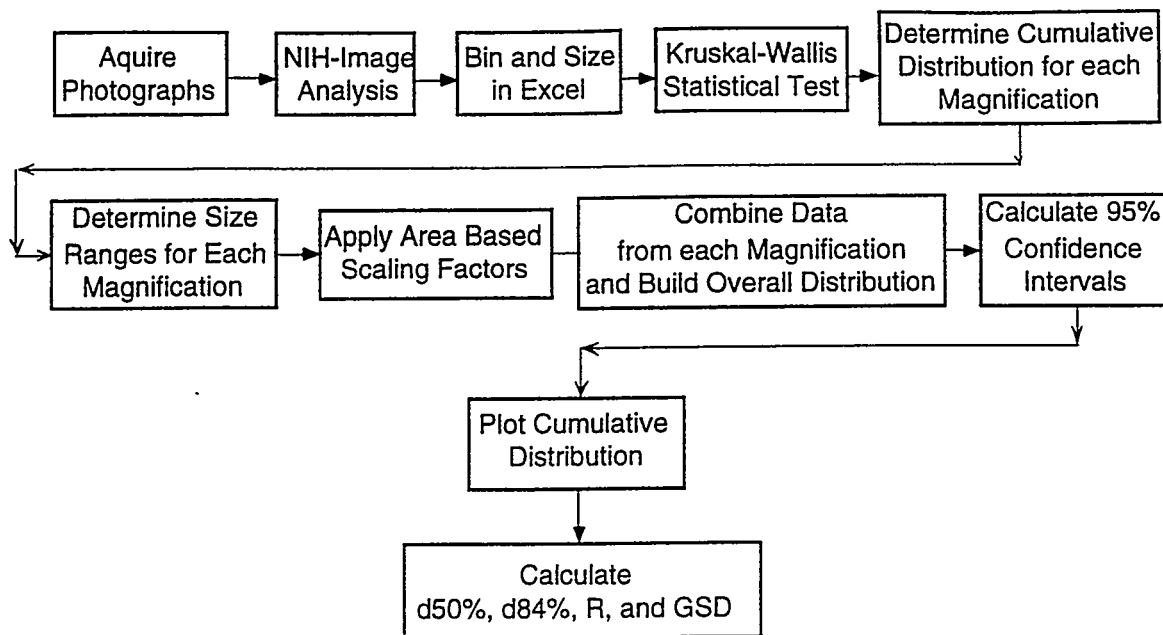 Aquire
Photographs
NIH-Image
Analysis
Bin and Size
in Excel
Kruskal-Wallis
Statistical Test
Determine Cumulative
Distribution for each
Magnification
Determine Size
Ranges for Each
Magnification
Apply Area Based
Scaling Factors
Combine Data
from each Magnification
and Build Overall Distribution
Calculate 95%
Confidence
Intervals
Plot Cumulative
Distribution
Calculate
d50%, d84%, R, and GSD